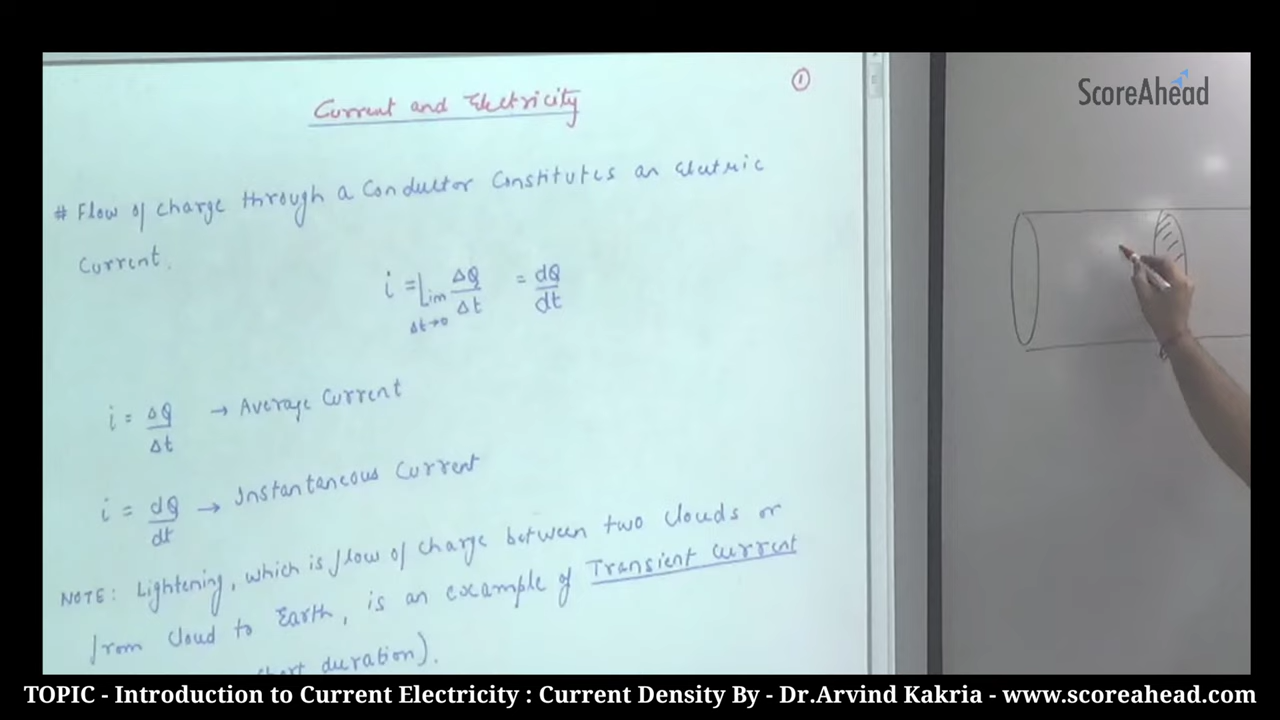 ScoreAhead
①
Current and Electricity
# Flow of charge through a Conductor Constitutes an Electric
Current.
i = Lim ΔQ/Δt = dQ/dt
Δt→0
i = ΔQ/Δt → Average Current
i = dQ/dt → Instantaneous Current
NOTE: Lightening, which is flow of charge between two clouds or
from cloud to Earth, is an example of Transient current
short duration).
TOPIC - Introduction to Current Electricity : Current Density By - Dr.Arvind Kakria - www.scoreahead.com